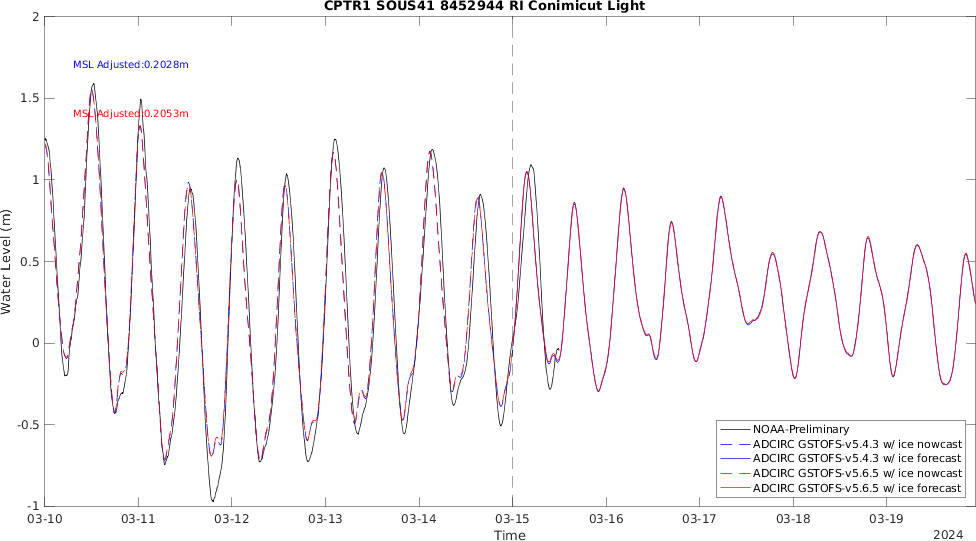 CPTR1 SOUS41 8452944 RI Conimicut Light
2
1.5
1
0.5
0
-0.5
-1
Water Level (m)
MSL Adjusted:0.2028m
MSL Adjusted:0.2053m
NOAA-Preliminary
ADCIRC GSTOFS-v5.4.3 w/ ice nowcast
ADCIRC GSTOFS-v5.4.3 w/ ice forecast
ADCIRC GSTOFS-v5.6.5 w/ ice nowcast
ADCIRC GSTOFS-v5.6.5 w/ ice forecast
03-10 03-11 03-12 03-13 03-14 03-15 03-16 03-17 03-18 03-19
Time
2024